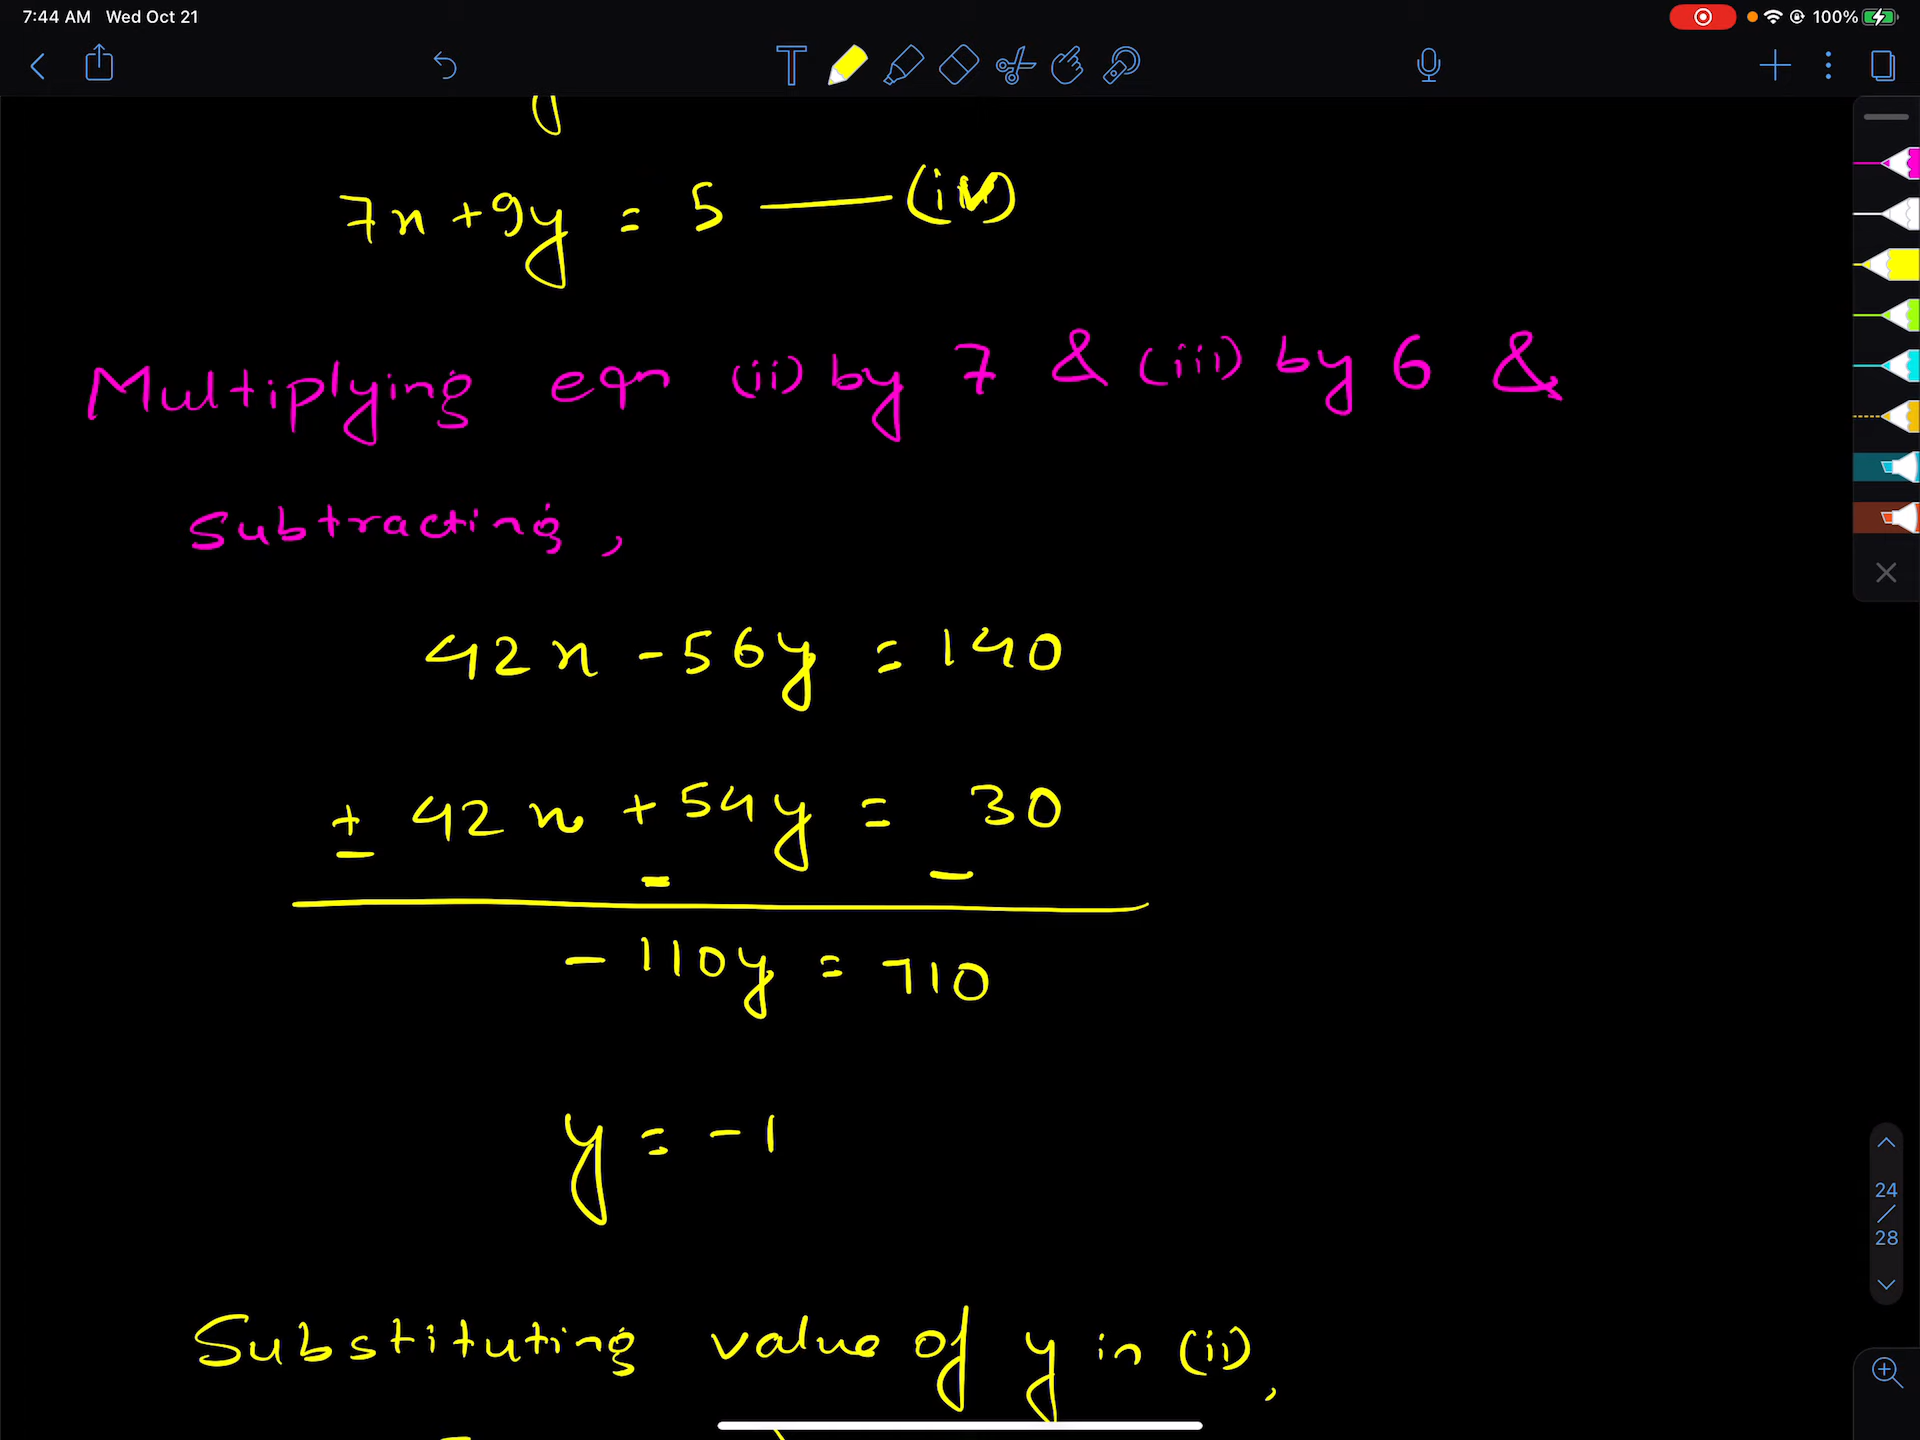 7:44 AM Wed Oct 21
100%
7x + 9y = 5 —— (iv)
Multiplying eqn (ii) by 7 & (iii) by 6 &
subtracting,
42x - 56y = 140
± 42x + 54y = 30
- - -
- 110y = 110
y = -1
Substituting value of y in (ii),
24
/
28